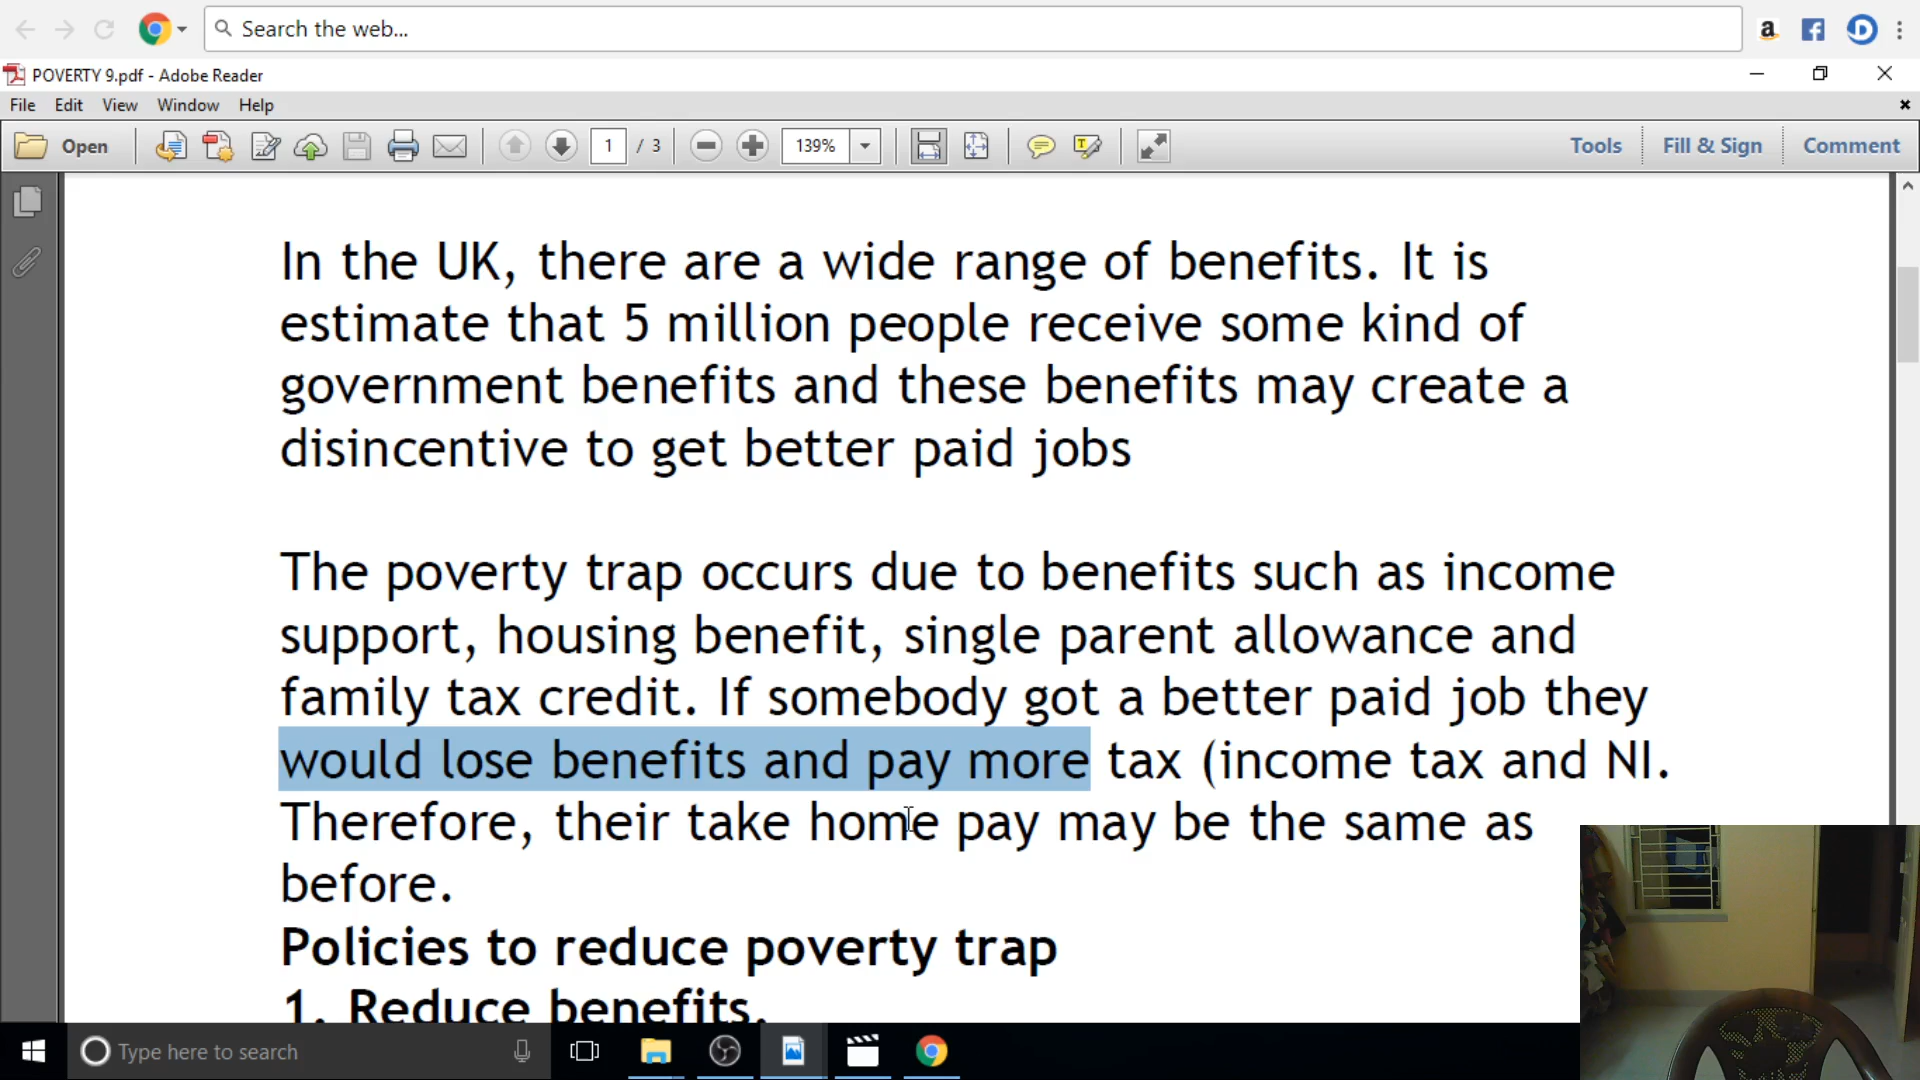 Search the web...
POVERTY 9.pdf - Adobe Reader
File Edit View Window Help
Open 1 / 3 139% Tools Fill & Sign Comment
In the UK, there are a wide range of benefits. It is
estimate that 5 million people receive some kind of
government benefits and these benefits may create a
disincentive to get better paid jobs
The poverty trap occurs due to benefits such as income
support, housing benefit, single parent allowance and
family tax credit. If somebody got a better paid job they
would lose benefits and pay more tax (income tax and NI.
Therefore, their take home pay may be the same as
before.
Policies to reduce poverty trap
1. Reduce benefits.
Type here to search